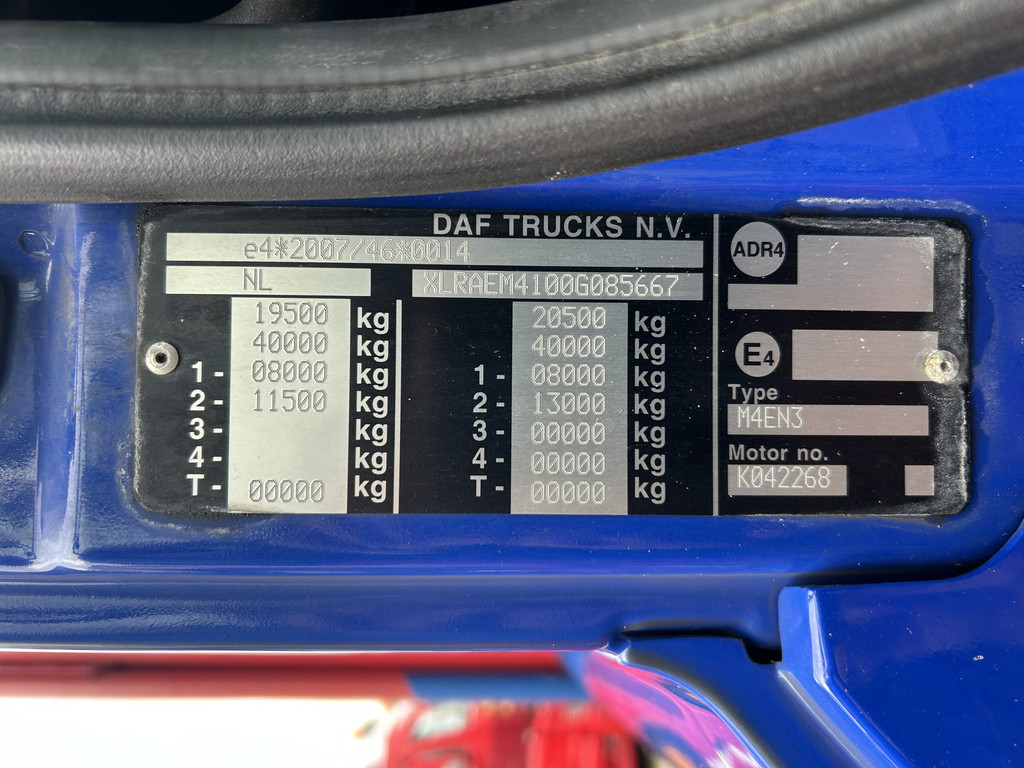 DAF TRUCKS N.V.
e4*2007/46*0014
NL XLRAEM4100G085667
19500 kg 20500 kg
40000 kg 40000 kg
1- 08000 kg 1- 08000 kg
2- 11500 kg 2- 13000 kg
3- kg 3- 00000 kg
4- kg 4- 00000 kg
T- 00000 kg T- 00000 kg
ADR4
E4
Type
M4EN3
Motor no.
K042268